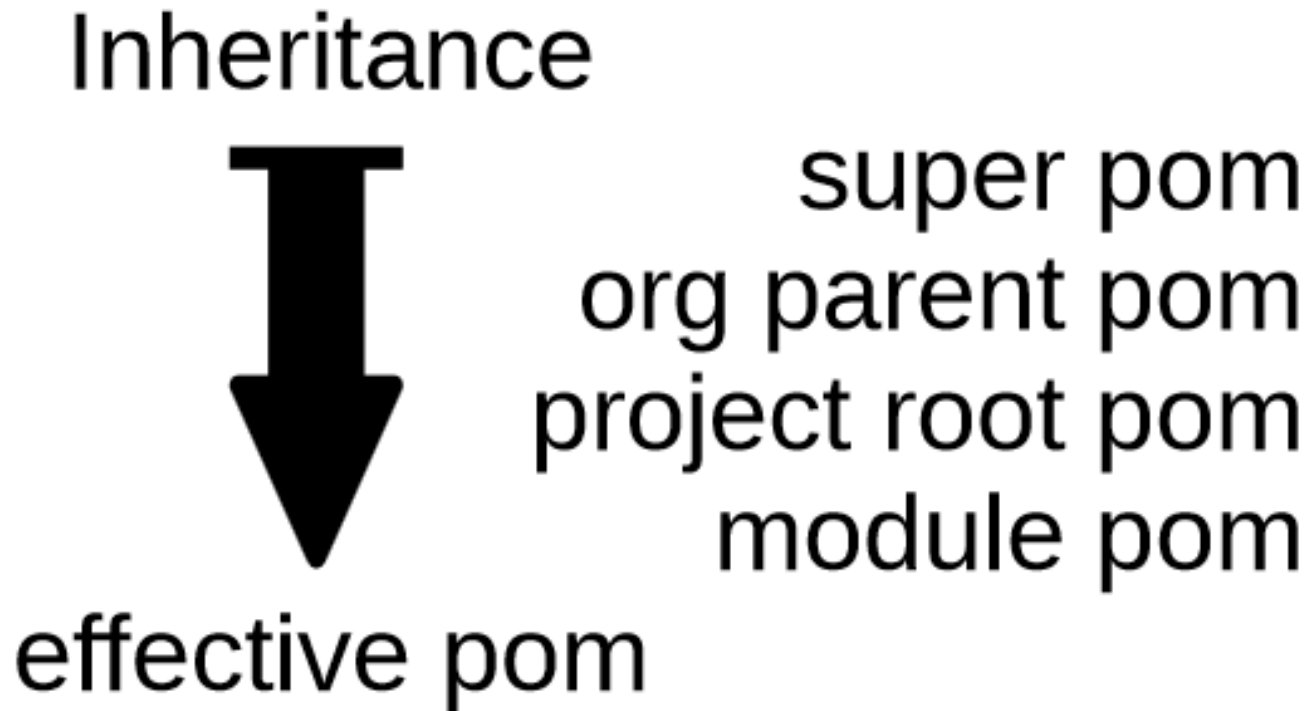 Inheritance
super pom
org parent pom
project root pom
module pom
effective pom